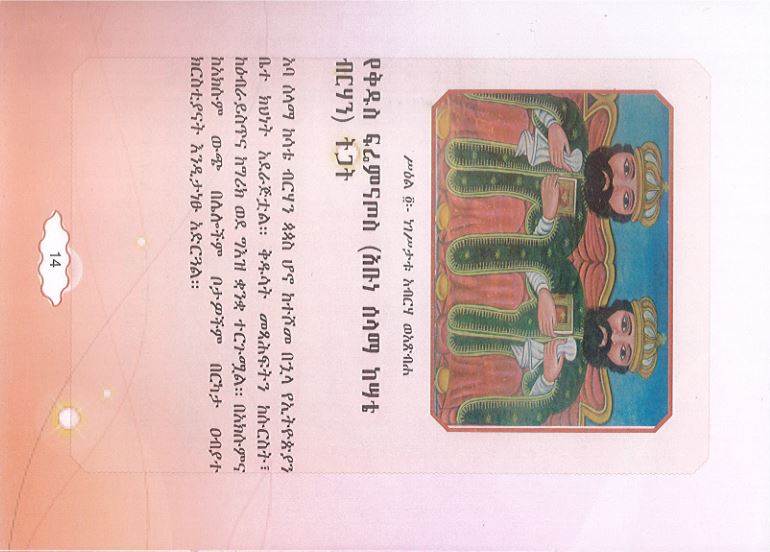 ሥዕል ፬፡- ነገሥታቱ አብርሃ ወአጽብሐ
የቅዱስ ፍሬምናጦስ (አቡነ ሰላማ ከሣቴ
ብርሃን) ትጋት
አባ ሰላማ ከሳቴ ብርሃን ጳጳስ ሆኖ ከተሾመ በኋላ የኢትዮጵያን
ቤተ ክህነት አደራጅቷል። ቅዱሳት መጻሕፍትን ከሱርስት፣
ከዕብራይስጥና ከግሪክ ወደ ግእዝ ቋንቋ ተርጉሟል። በአክሱምና
ከአክሱም ውጭ በሌሎችም ቦታዎችም በርካታ ዐብያተ
ክርስቲያናት እንዲታነፁ አድርጓል።
14